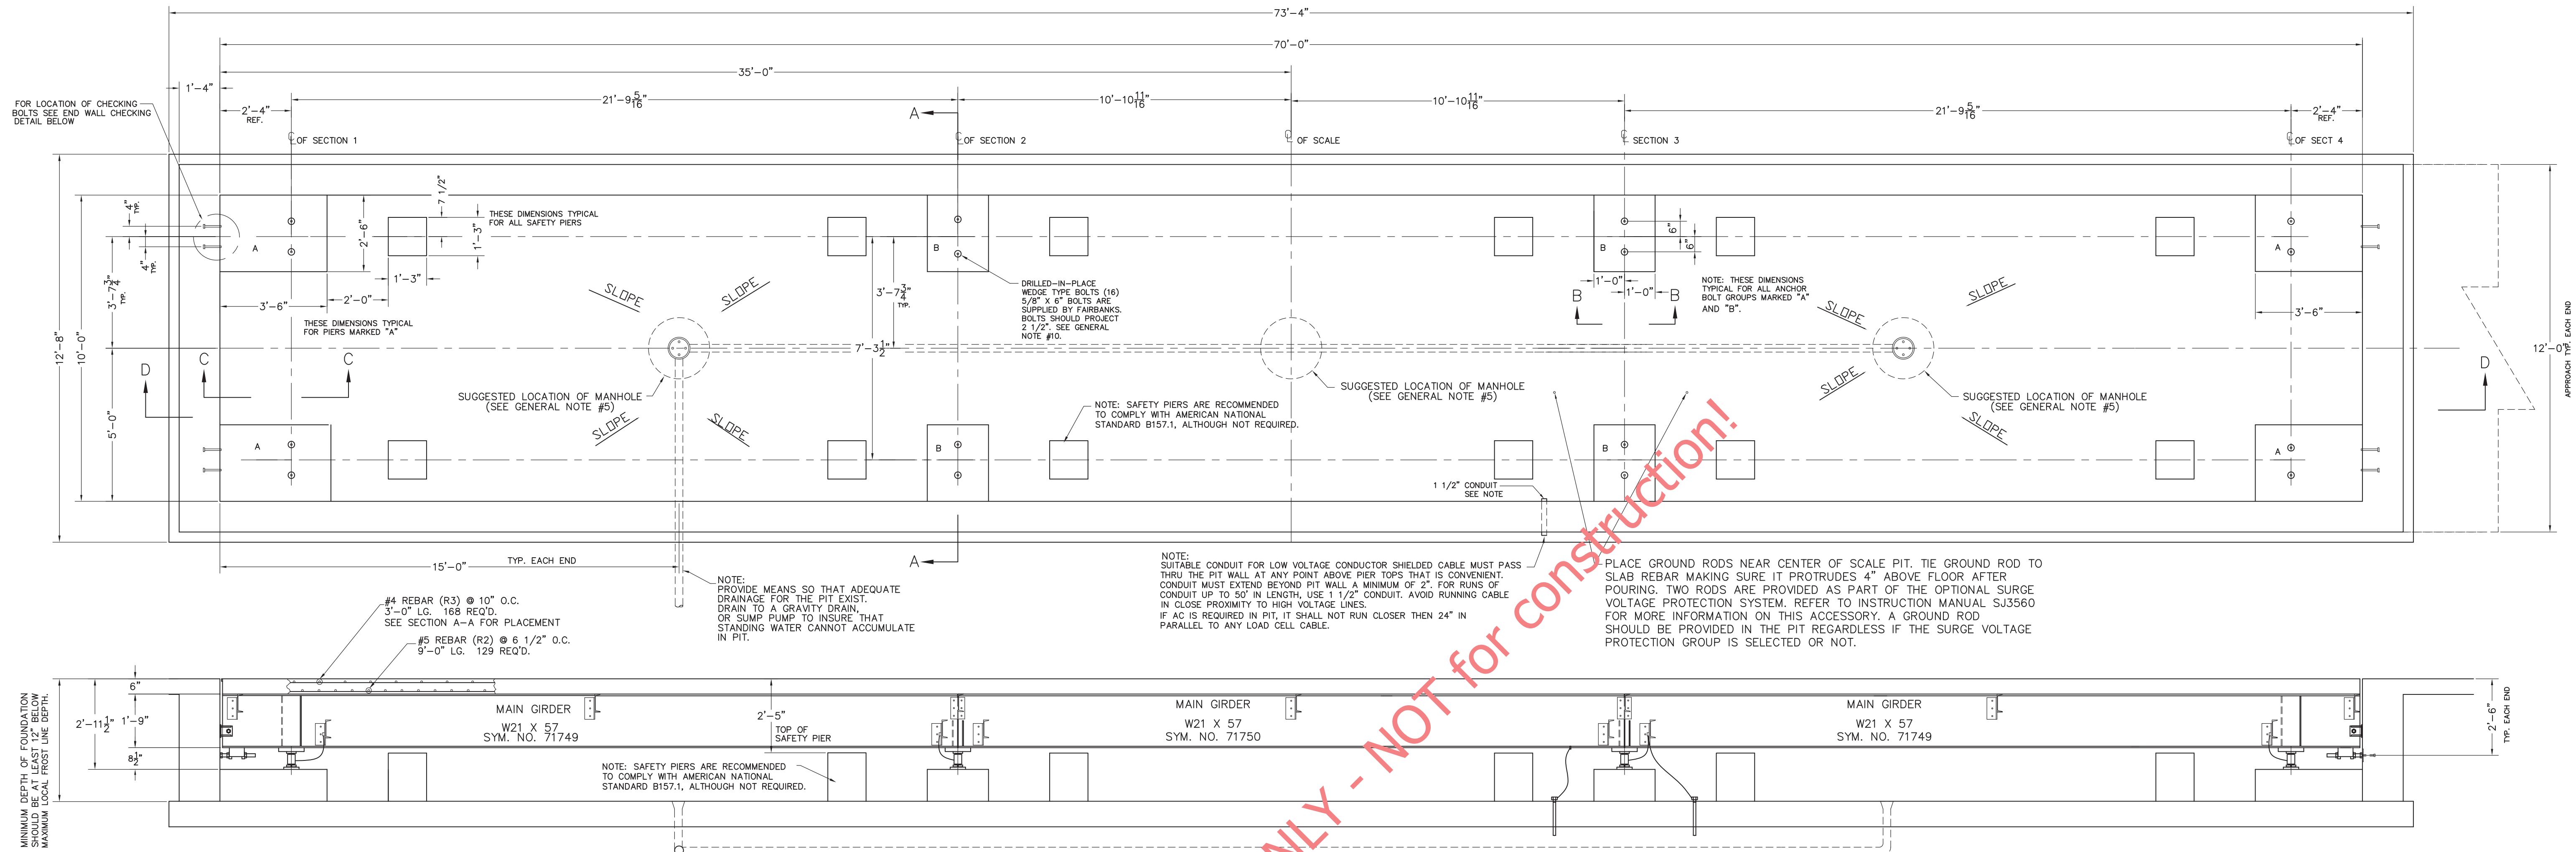 73'-4"
70'-0"
35'-0"
1'-4"
2'-4"
REF.
21'-9 5/16"
10'-10 11/16"
10'-10 11/16"
21'-9 5/16"
2'-4"
REF.
FOR LOCATION OF CHECKING
BOLTS SEE END WALL CHECKING
DETAIL BELOW
A
℄ OF SECTION 1
℄ OF SECTION 2
℄ OF SCALE
℄ SECTION 3
℄ OF SECT 4
4"
TYP.
4"
TYP.
3'-7 3/4"
TYP.
5'-0"
10'-0"
12'-8"
A
2'-6"
7 1/2"
1'-3"
THESE DIMENSIONS TYPICAL
FOR ALL SAFETY PIERS
1'-3"
2'-0"
3'-6"
THESE DIMENSIONS TYPICAL
FOR PIERS MARKED "A"
SLOPE
SLOPE
B
DRILLED-IN-PLACE
WEDGE TYPE BOLTS (16)
5/8" X 6" BOLTS ARE
SUPPLIED BY FAIRBANKS.
BOLTS SHOULD PROJECT
2 1/2". SEE GENERAL
NOTE #10.
3'-7 3/4"
TYP.
7'-3 1/2"
B
6"
6"
1'-0"
1'-0"
B
B
NOTE: THESE DIMENSIONS
TYPICAL FOR ALL ANCHOR
BOLT GROUPS MARKED "A"
AND "B".
SLOPE
SLOPE
A
3'-6"
12'-0"
APPROACH TYP. EACH END
D
C
C
D
SUGGESTED LOCATION OF MANHOLE
(SEE GENERAL NOTE #5)
SUGGESTED LOCATION OF MANHOLE
(SEE GENERAL NOTE #5)
SUGGESTED LOCATION OF MANHOLE
(SEE GENERAL NOTE #5)
SLOPE
SLOPE
SLOPE
SLOPE
NOTE: SAFETY PIERS ARE RECOMMENDED
TO COMPLY WITH AMERICAN NATIONAL
STANDARD B157.1, ALTHOUGH NOT REQUIRED.
A
B
B
A
1 1/2" CONDUIT
SEE NOTE
15'-0"
TYP. EACH END
A
NOTE:
PROVIDE MEANS SO THAT ADEQUATE
DRAINAGE FOR THE PIT EXIST.
DRAIN TO A GRAVITY DRAIN,
OR SUMP PUMP TO INSURE THAT
STANDING WATER CANNOT ACCUMULATE
IN PIT.
NOTE:
SUITABLE CONDUIT FOR LOW VOLTAGE CONDUCTOR SHIELDED CABLE MUST PASS
THRU THE PIT WALL AT ANY POINT ABOVE PIER TOPS THAT IS CONVENIENT.
CONDUIT MUST EXTEND BEYOND PIT WALL A MINIMUM OF 2". FOR RUNS OF
CONDUIT UP TO 50' IN LENGTH, USE 1 1/2" CONDUIT. AVOID RUNNING CABLE
IN CLOSE PROXIMITY TO HIGH VOLTAGE LINES.
IF AC IS REQUIRED IN PIT, IT SHALL NOT RUN CLOSER THEN 24" IN
PARALLEL TO ANY LOAD CELL CABLE.
PLACE GROUND RODS NEAR CENTER OF SCALE PIT. TIE GROUND ROD TO
SLAB REBAR MAKING SURE IT PROTRUDES 4" ABOVE FLOOR AFTER
POURING. TWO RODS ARE PROVIDED AS PART OF THE OPTIONAL SURGE
VOLTAGE PROTECTION SYSTEM. REFER TO INSTRUCTION MANUAL SJ3560
FOR MORE INFORMATION ON THIS ACCESSORY. A GROUND ROD
SHOULD BE PROVIDED IN THE PIT REGARDLESS IF THE SURGE VOLTAGE
PROTECTION GROUP IS SELECTED OR NOT.
#4 REBAR (R3) @ 10" O.C.
3'-0" LG. 168 REQ'D.
SEE SECTION A-A FOR PLACEMENT
#5 REBAR (R2) @ 6 1/2" O.C.
9'-0" LG. 129 REQ'D.
MINIMUM DEPTH OF FOUNDATION
SHOULD BE AT LEAST 12" BELOW
MAXIMUM LOCAL FROST LINE DEPTH.
2'-11 1/2"
6"
1'-9"
8 1/2"
MAIN GIRDER
W21 X 57
SYM. NO. 71749
2'-5"
TOP OF
SAFETY PIER
NOTE: SAFETY PIERS ARE RECOMMENDED
TO COMPLY WITH AMERICAN NATIONAL
STANDARD B157.1, ALTHOUGH NOT REQUIRED.
MAIN GIRDER
W21 X 57
SYM. NO. 71750
MAIN GIRDER
W21 X 57
SYM. NO. 71749
2'-6"
TYP. EACH END
NLY - NOT for construction!